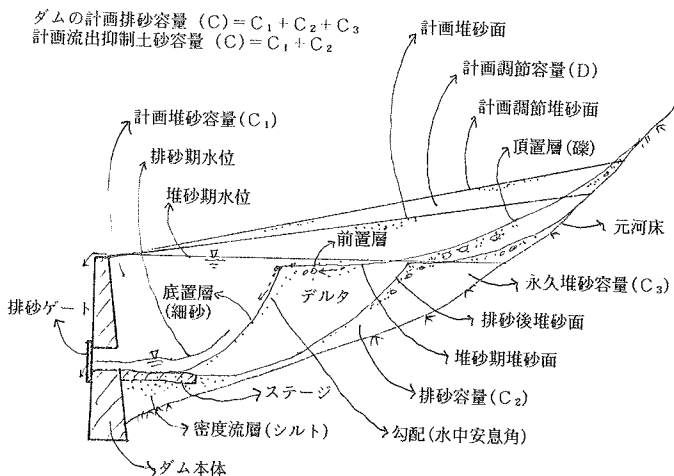 ダムの計画排砂容量 (C)=C₁+C₂+C₃
計画流出抑制土砂容量 (C)=C₁+C₂
計画堆砂面
計画調節容量(D)
計画調節堆砂面
頂置層(礫)
計画堆砂容量(C₁)
排砂期水位
堆砂期水位
前置層
元河床
底置層
(細砂)
デルタ
永久堆砂容量(C₃)
排砂ゲート
排砂後堆砂面
堆砂期堆砂面
ステージ
排砂容量(C₂)
密度流層(シルト)
勾配(水中安息角)
ダム本体